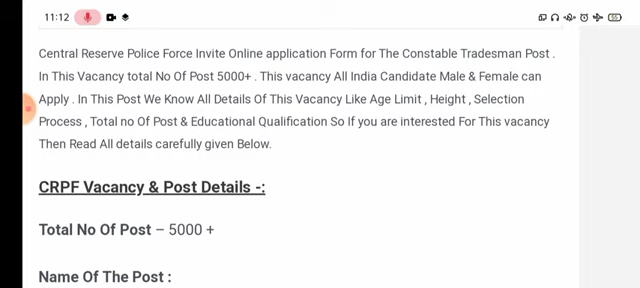 11:12
55
Central Reserve Police Force Invite Online application Form for The Constable Tradesman Post .
In This Vacancy total No Of Post 5000+ . This vacancy All India Candidate Male & Female can
Apply . In This Post We Know All Details Of This Vacancy Like Age Limit , Height , Selection
Process , Total no Of Post & Educational Qualification So If you are interested For This vacancy
Then Read All details carefully given Below.
CRPF Vacancy & Post Details -:
Total No Of Post – 5000 +
Name Of The Post :